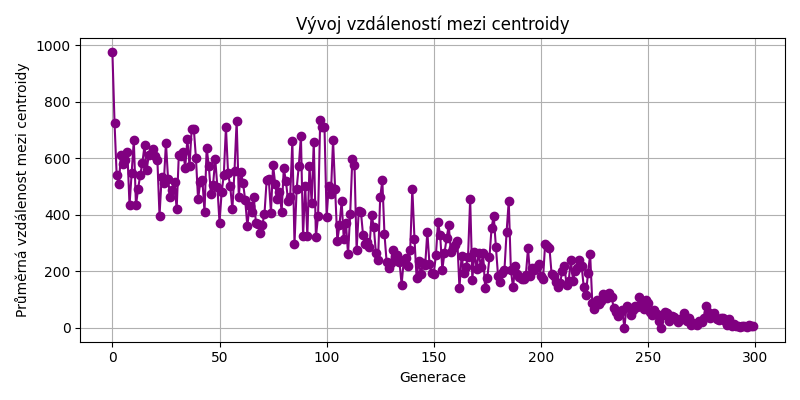 Vývoj vzdáleností mezi centroidy
Průměrná vzdálenost mezi centroidy
1000
800
600
400
200
0
0 50 100 150 200 250 300
Generace